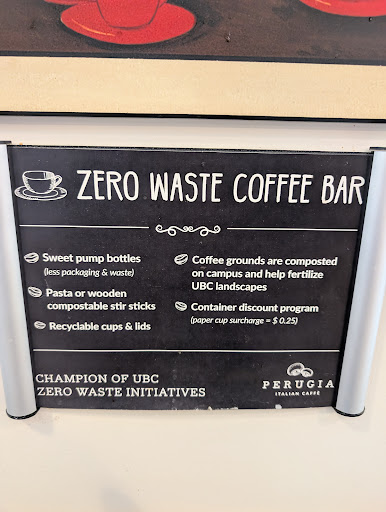 ZERO WASTE COFFEE BAR
Sweet pump bottles
(less packaging & waste)
Pasta or wooden
compostable stir sticks
Recyclable cups & lids
Coffee grounds are composted
on campus and help fertilize
UBC landscapes
Container discount program
(paper cup surcharge = $ 0.25)
CHAMPION OF UBC
ZERO WASTE INITIATIVES
PERUGIA
ITALIAN CAFFÈ